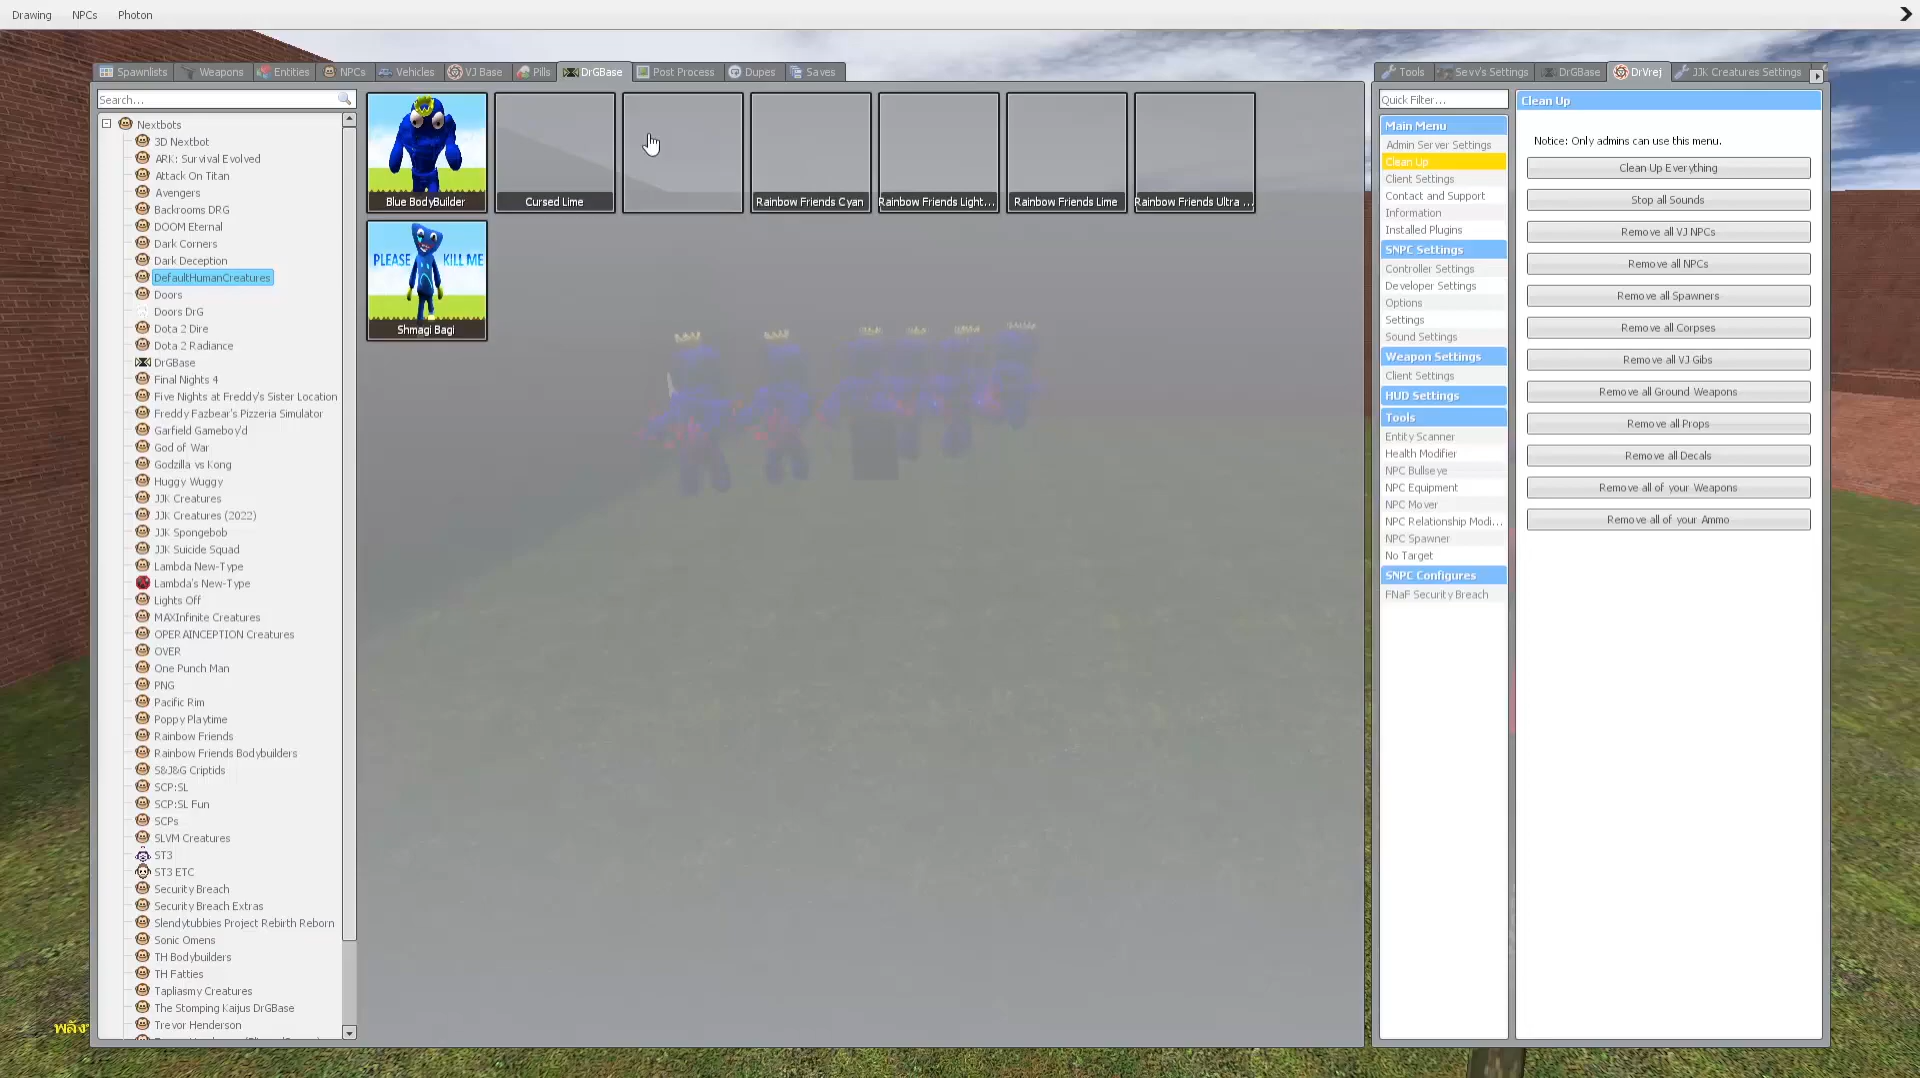 Drawing NPCs Photon
Spawnlists Weapons Entities NPCs Vehicles VJ Base Pills DrGBase Post Process Dupes Saves
Search...
Nextbots
3D Nextbot
ARK: Survival Evolved
Attack On Titan
Avengers
Backrooms DRG
DOOM Eternal
Dark Corners
Dark Deception
DefaultHumanCreatures
Doors
Doors DrG
Dota 2 Dire
Dota 2 Radiance
DrGBase
Final Nights 4
Five Nights at Freddy's Sister Location
Freddy Fazbear's Pizzeria Simulator
Garfield Gameboy'd
God of War
Godzilla vs Kong
Huggy Wuggy
JJK Creatures
JJK Creatures (2022)
JJK Spongebob
JJK Suicide Squad
Lambda New-Type
Lambda's New-Type
Lights Off
MAXInfinite Creatures
OPERAINCEPTION Creatures
OVER
One Punch Man
PNG
Pacific Rim
Poppy Playtime
Rainbow Friends
Rainbow Friends Bodybuilders
S&J&G Criptids
SCP:SL
SCP:SL Fun
SCPs
SLVM Creatures
ST3
ST3 ETC
Security Breach
Security Breach Extras
Slendytubbies Project Rebirth Reborn
Sonic Omens
TH Bodybuilders
TH Fatties
Tapliasmy Creatures
The Stomping Kaijus DrGBase
Trevor Henderson
Blue BodyBuilder
Cursed Lime
Rainbow Friends Cyan
Rainbow Friends Light...
Rainbow Friends Lime
Rainbow Friends Ultra ...
PLEASE KILL ME
Shmagi Bagi
Tools Sevv's Settings DrGBase DrVrej JJK Creatures Settings
Quick Filter...
Main Menu
Admin Server Settings
Clean Up
Client Settings
Contact and Support
Information
Installed Plugins
SNPC Settings
Controller Settings
Developer Settings
Options
Settings
Sound Settings
Weapon Settings
Client Settings
HUD Settings
Tools
Entity Scanner
Health Modifier
NPC Bullseye
NPC Equipment
NPC Mover
NPC Relationship Modi...
NPC Spawner
No Target
SNPC Configures
FNaF Security Breach
Clean Up
Notice: Only admins can use this menu.
Clean Up Everything
Stop all Sounds
Remove all VJ NPCs
Remove all NPCs
Remove all Spawners
Remove all Corpses
Remove all VJ Gibs
Remove all Ground Weapons
Remove all Props
Remove all Decals
Remove all of your Weapons
Remove all of your Ammo
พลัง